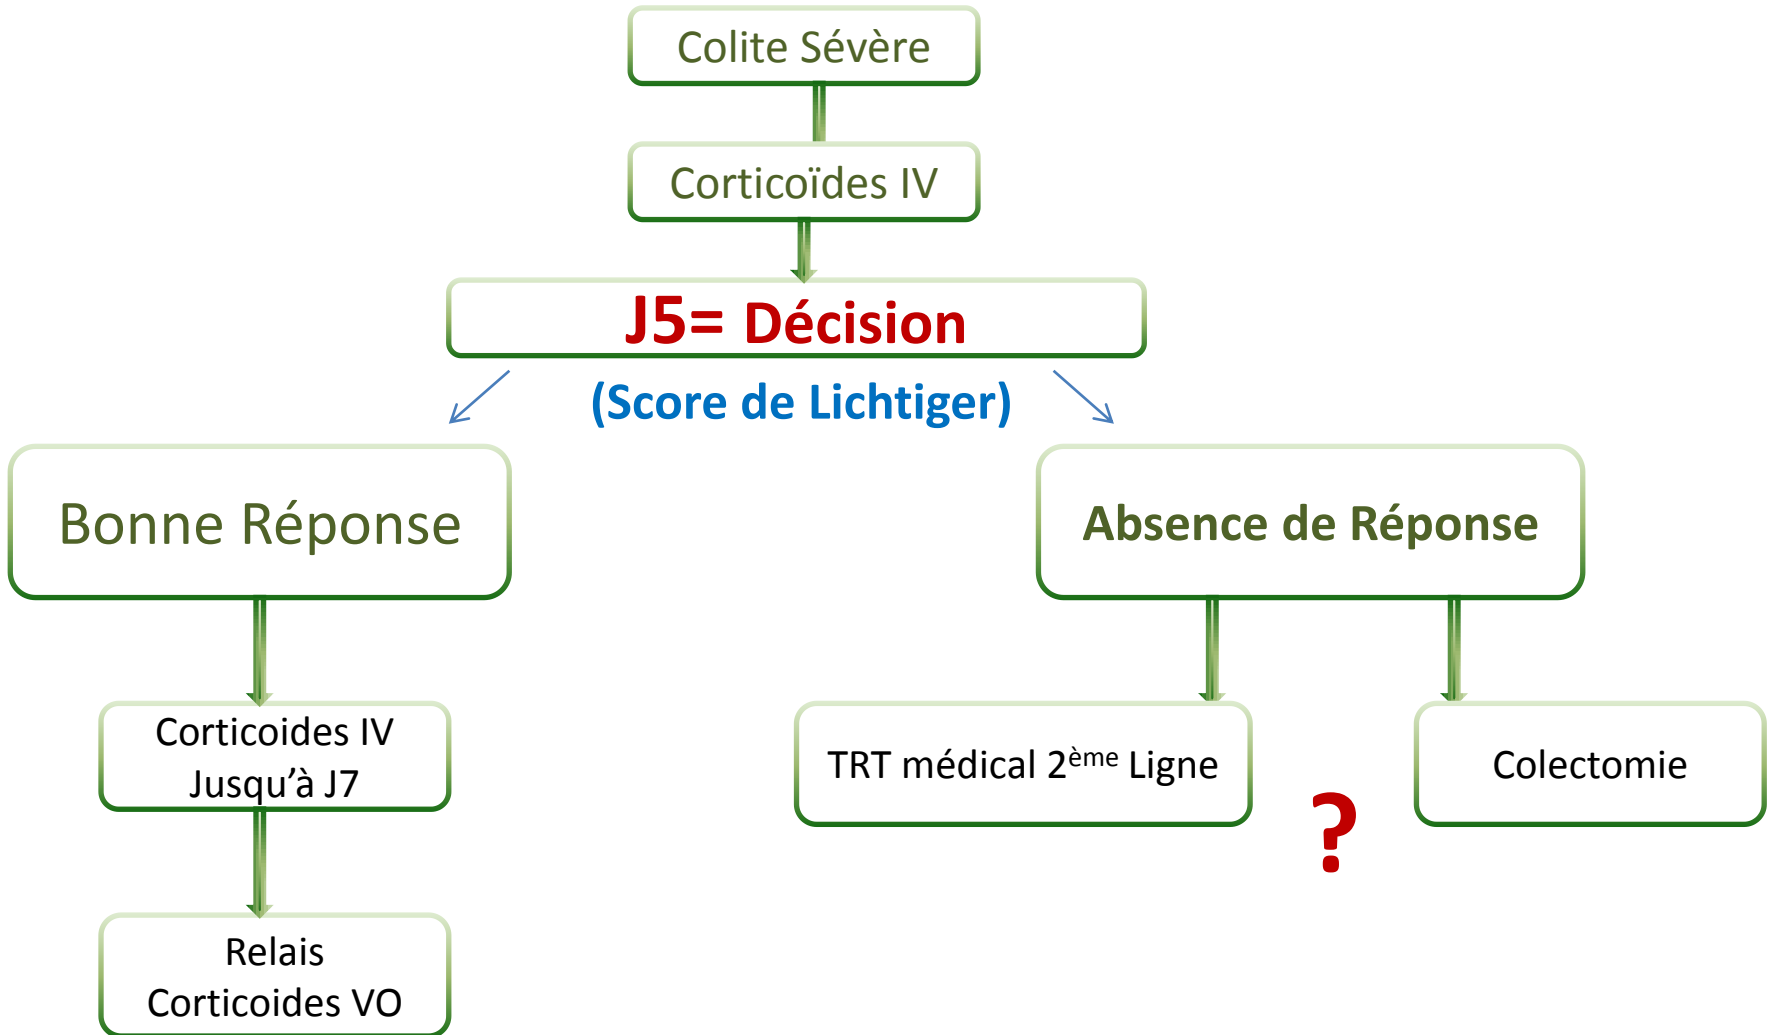 Colite Sévère
Corticoïdes IV
J5= Décision
(Score de Lichtiger)
Bonne Réponse
Absence de Réponse
Corticoides IV
Jusqu’à J7
TRT médical 2ème Ligne
Colectomie
?
Relais
Corticoides VO